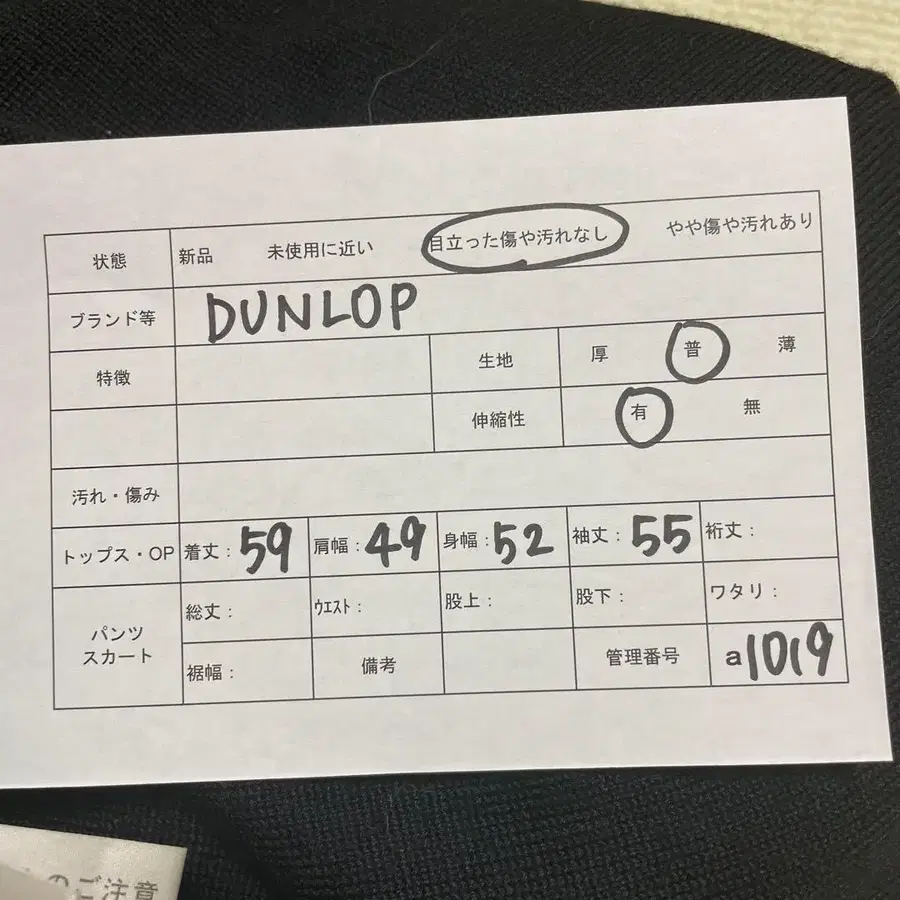 状態 新品 未使用に近い 目立った傷や汚れなし やや傷や汚れあり
ブランド等 DUNLOP
特徴 生地 厚 普 薄
伸縮性 有 無
汚れ・傷み
トップス・OP 着丈：59 肩幅：49 身幅：52 袖丈：55 裄丈：
パンツ
スカート
総丈： ｳｴｽﾄ： 股上： 股下： ワタリ：
裾幅： 備考 管理番号 a1019
のご注意